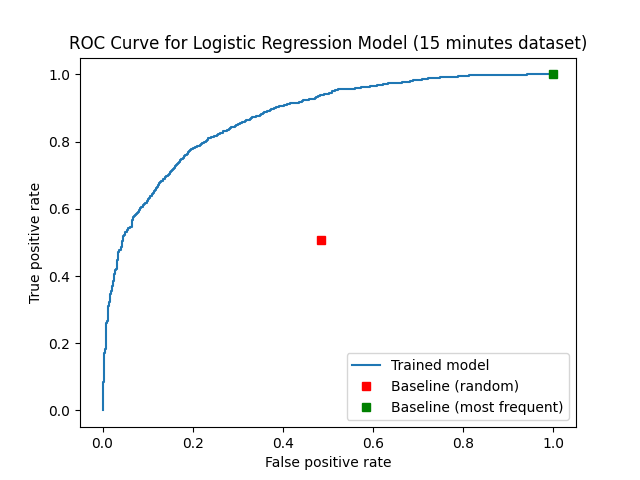 ROC Curve for Logistic Regression Model (15 minutes dataset)
1.0
0.8
0.6
0.4
0.2
0.0
True positive rate
Trained model
Baseline (random)
Baseline (most frequent)
0.0 0.2 0.4 0.6 0.8 1.0
False positive rate